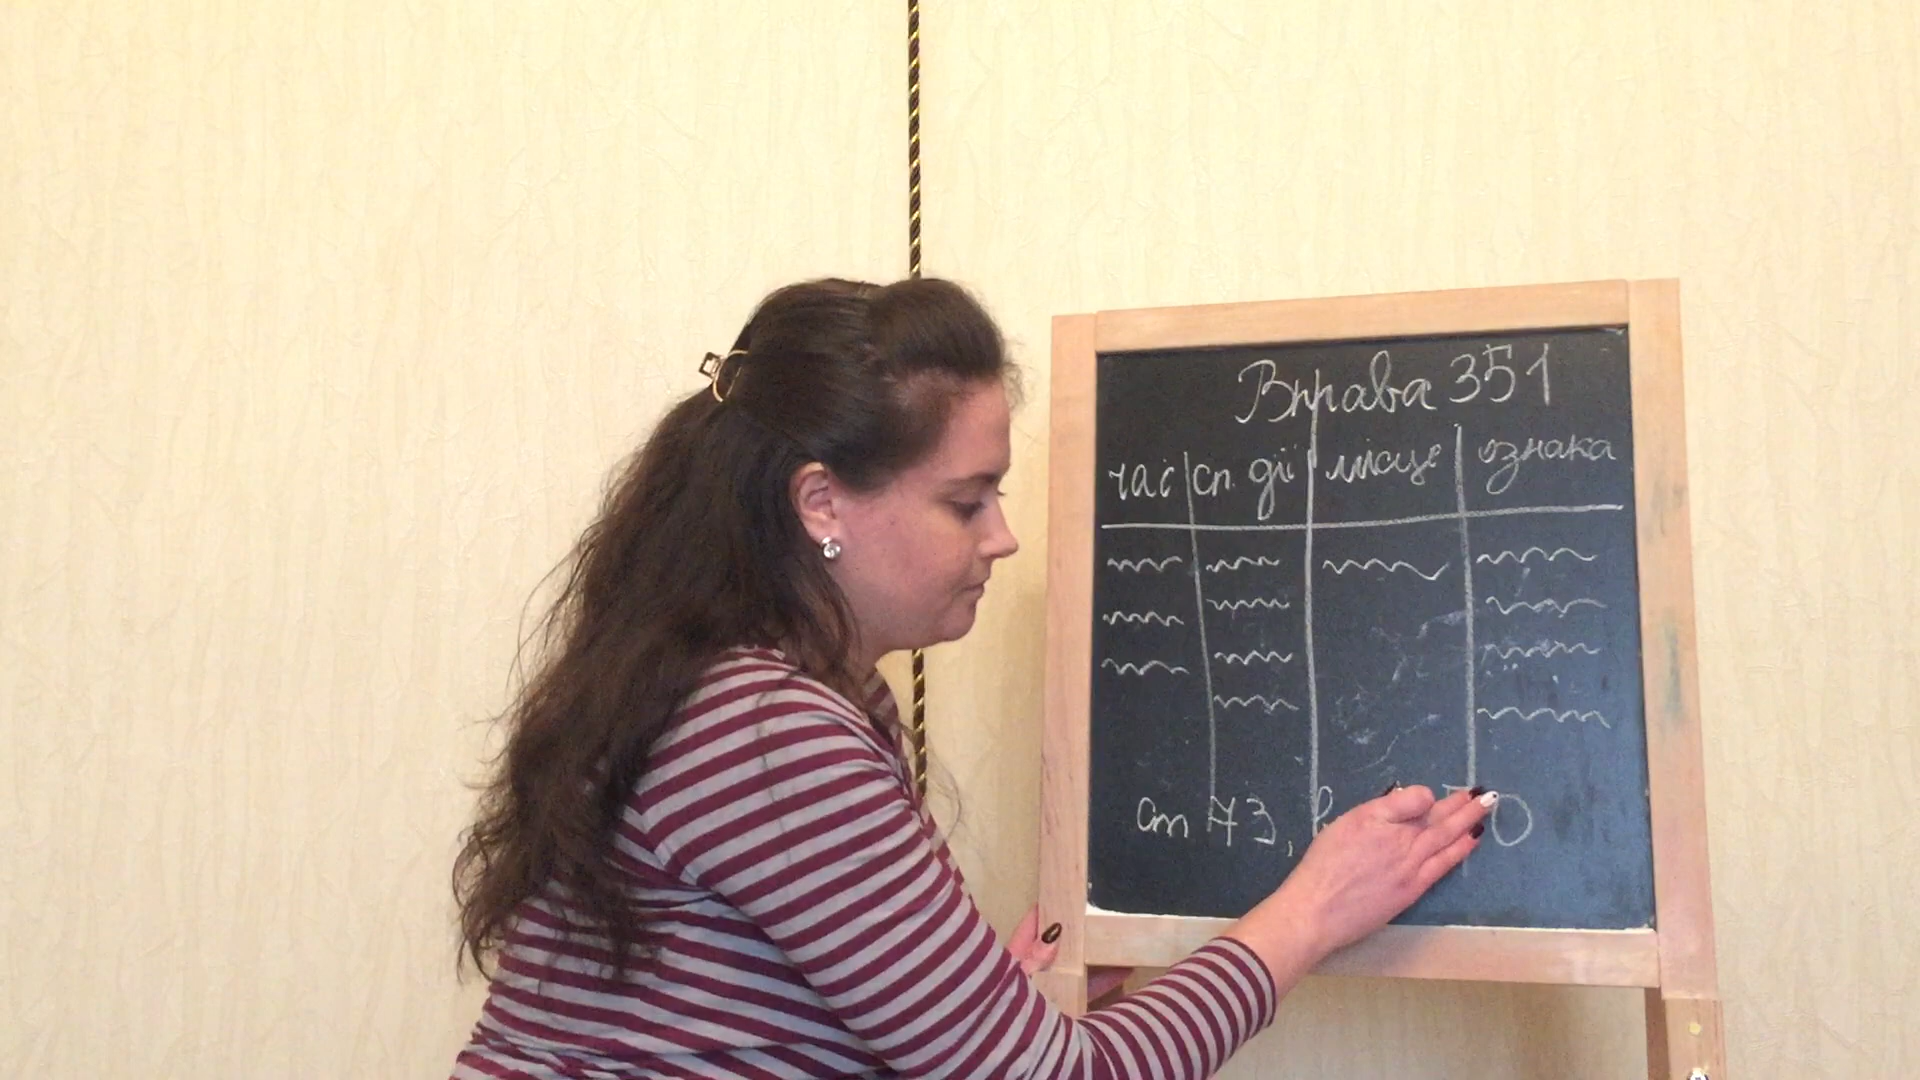 Вправа 351
час сп. дії місце ознака
ст 73,